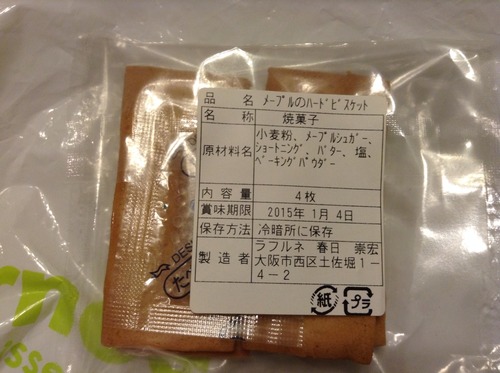 品名 メープルのハードビスケット
名称 焼菓子
原材料名 小麦粉、メープルシュガー、
ショートニング、バター、塩、
ベーキングパウダー
内容量 4枚
賞味期限 2015年 1月 4日
保存方法 冷暗所に保存
製造者 ラフルネ 春日 崇宏
大阪市西区土佐堀1-
4-2
紙 プラ
DES
たべ